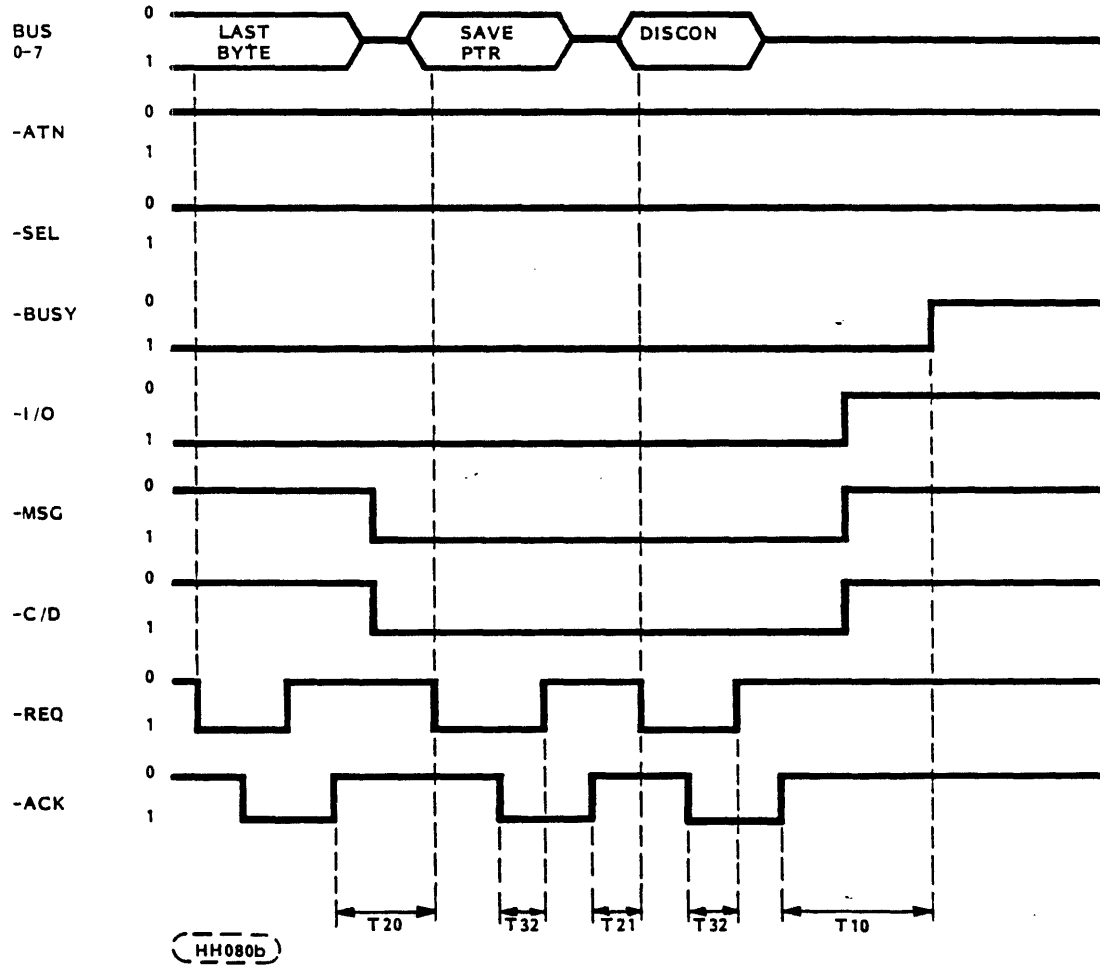 BUS 0 LAST SAVE DISCON
0-7 1 BYTE PTR
0
-ATN
1
0
-SEL
1
0
-BUSY
1
0
-I/O
1
0
-MSG
1
0
-C/D
1
0
-REQ
1
0
-ACK
1
T20 T32 T21 T32 T10
HH080b